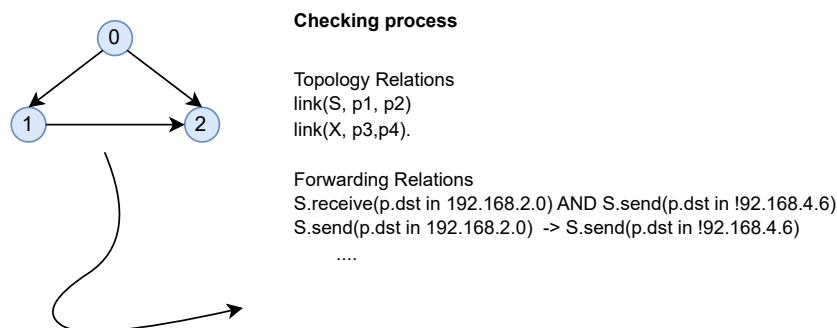 0
Checking process
Topology Relations
1
2
link(S, p1, p2)
link(X, p3,p4).
Forwarding Relations
S.receive(p.dst in 192.168.2.0) AND S.send(p.dst in !92.168.4.6)
S.send(p.dst in 192.168.2.0) -> S.send(p.dst in !92.168.4.6)
....